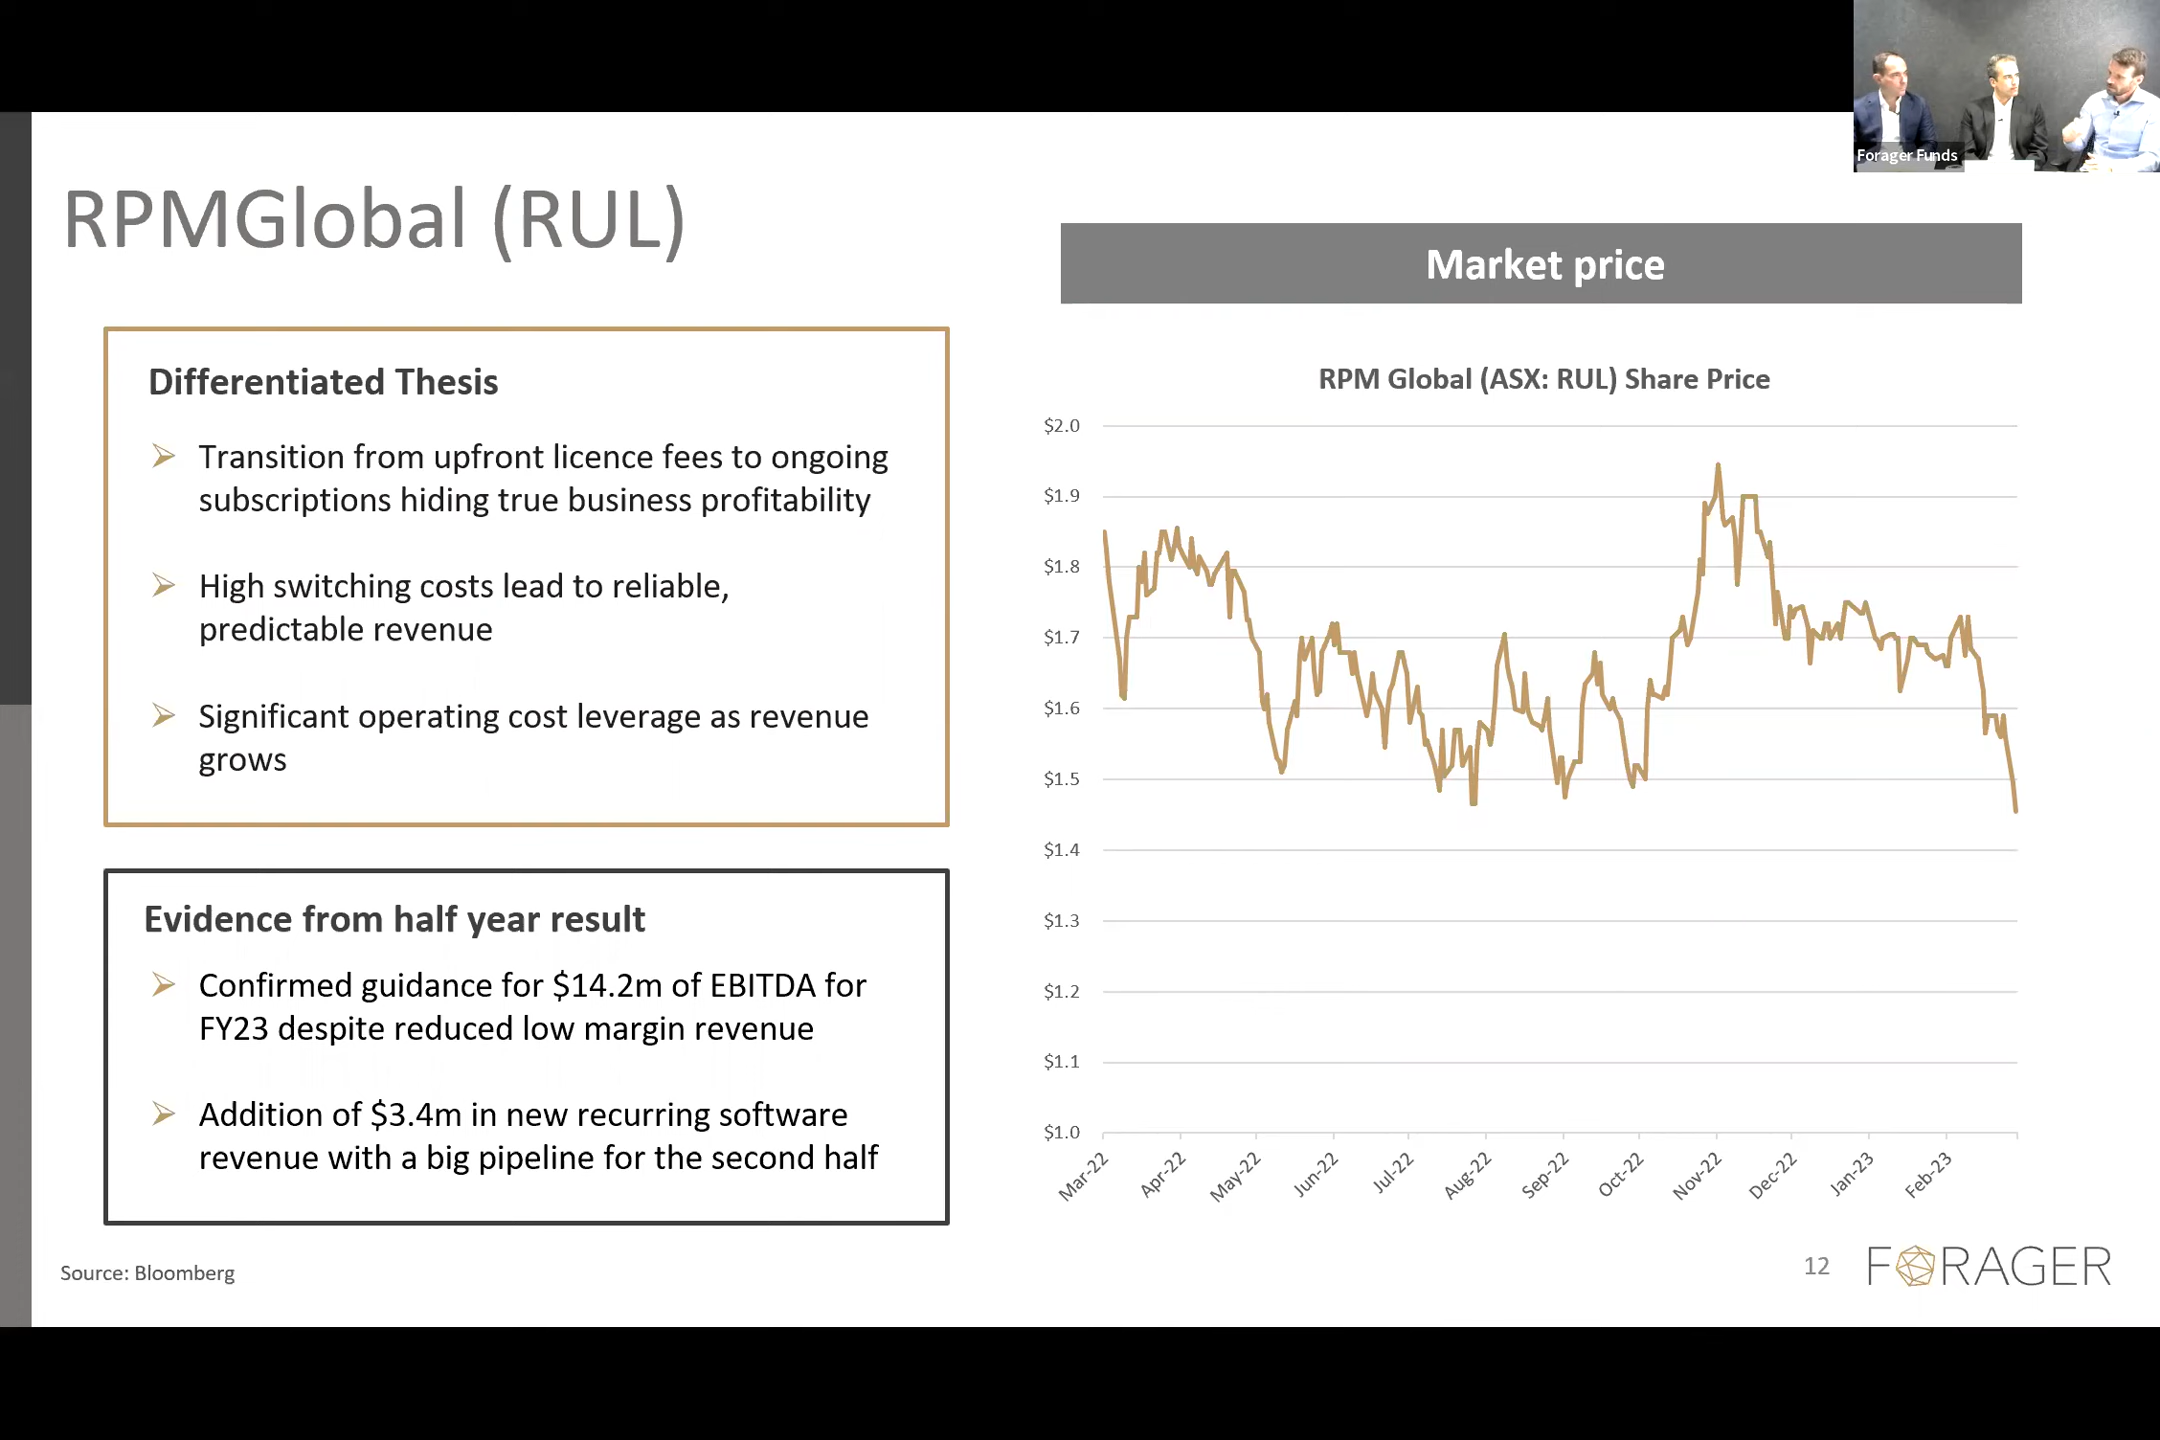 Forager Funds
RPMGlobal (RUL)
Differentiated Thesis
Transition from upfront licence fees to ongoing
subscriptions hiding true business profitability
High switching costs lead to reliable,
predictable revenue
Significant operating cost leverage as revenue
grows
Evidence from half year result
Confirmed guidance for $14.2m of EBITDA for
FY23 despite reduced low margin revenue
Addition of $3.4m in new recurring software
revenue with a big pipeline for the second half
Source: Bloomberg
Market price
RPM Global (ASX: RUL) Share Price
$2.0
$1.9
$1.8
$1.7
$1.6
$1.5
$1.4
$1.3
$1.2
$1.1
$1.0
Mar-22
Apr-22
May-22
Jun-22
Jul-22
Aug-22
Sep-22
Oct-22
Nov-22
Dec-22
Jan-23
Feb-23
12
FORAGER